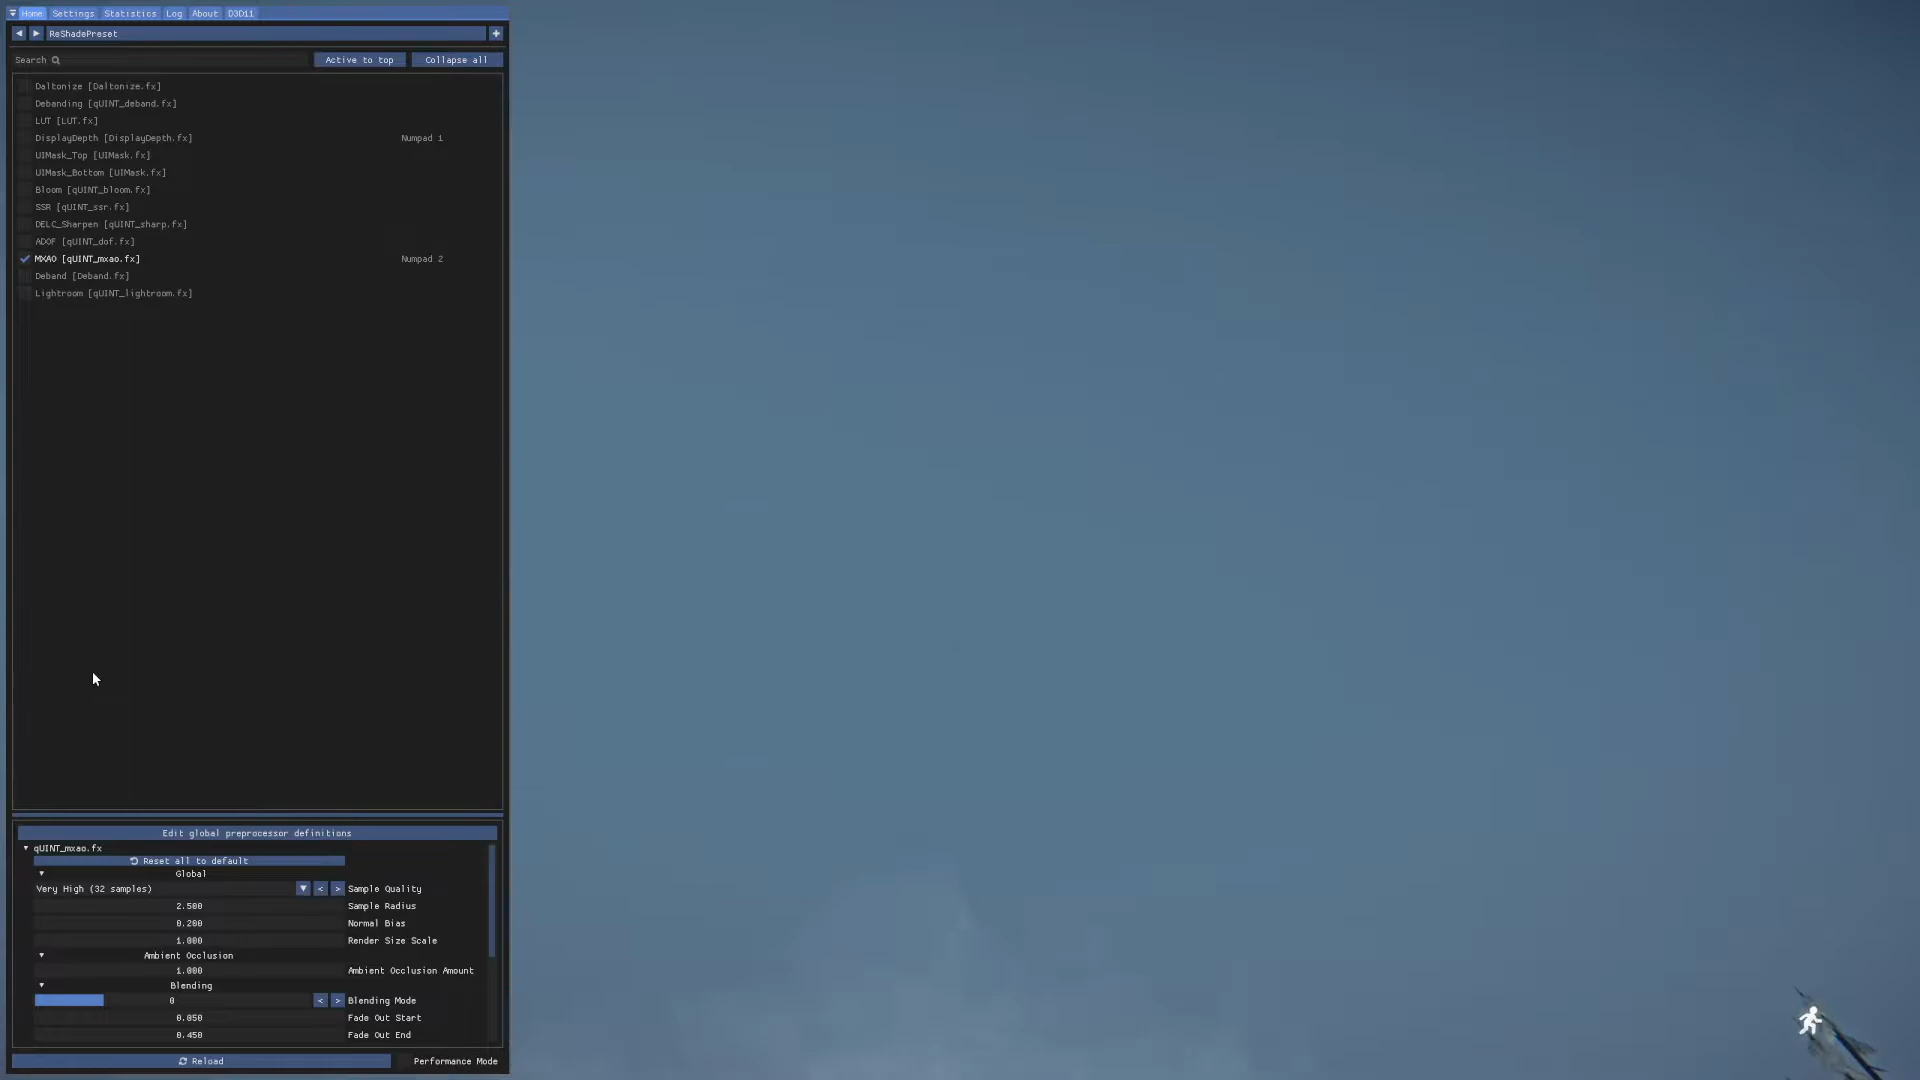 Home Settings Statistics Log About D3D11
ReShadePreset +
Search Active to top Collapse all
Daltonize [Daltonize.fx]
Debanding [qUINT_deband.fx]
LUT [LUT.fx]
DisplayDepth [DisplayDepth.fx] Numpad 1
UIMask_Top [UIMask.fx]
UIMask_Bottom [UIMask.fx]
Bloom [qUINT_bloom.fx]
SSR [qUINT_ssr.fx]
DELC_Sharpen [qUINT_sharp.fx]
ADOF [qUINT_dof.fx]
MXAO [qUINT_mxao.fx] Numpad 2
Deband [Deband.fx]
Lightroom [qUINT_lightroom.fx]
Edit global preprocessor definitions
qUINT_mxao.fx
Reset all to default
Global
Very High (32 samples) < > Sample Quality
2.500 Sample Radius
0.200 Normal Bias
1.000 Render Size Scale
Ambient Occlusion
1.000 Ambient Occlusion Amount
Blending
0 < > Blending Mode
0.050 Fade Out Start
0.450 Fade Out End
Reload Performance Mode